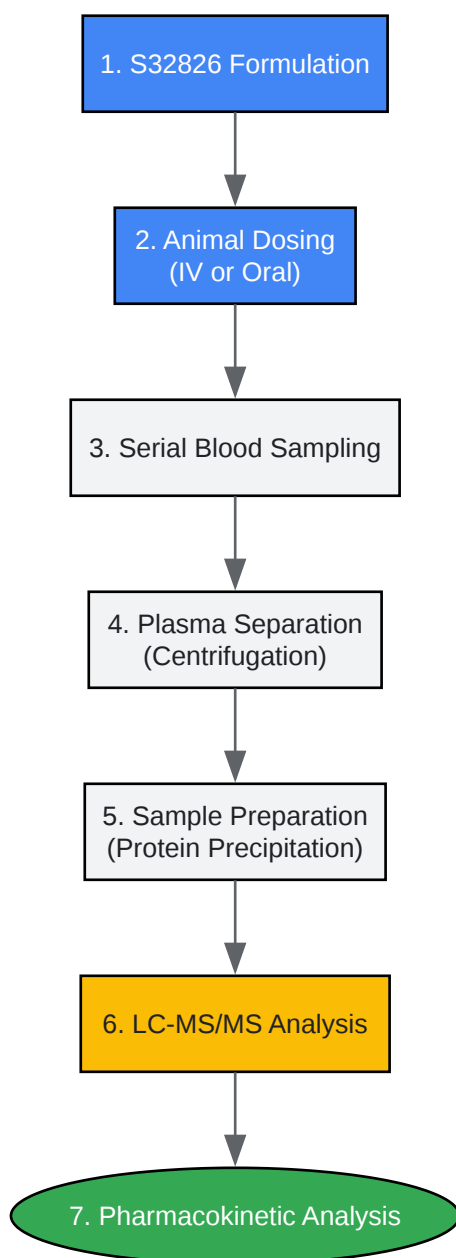 1. S32826 Formulation
2. Animal Dosing
(IV or Oral)
3. Serial Blood Sampling
4. Plasma Separation
(Centrifugation)
5. Sample Preparation
(Protein Precipitation)
6. LC-MS/MS Analysis
7. Pharmacokinetic Analysis